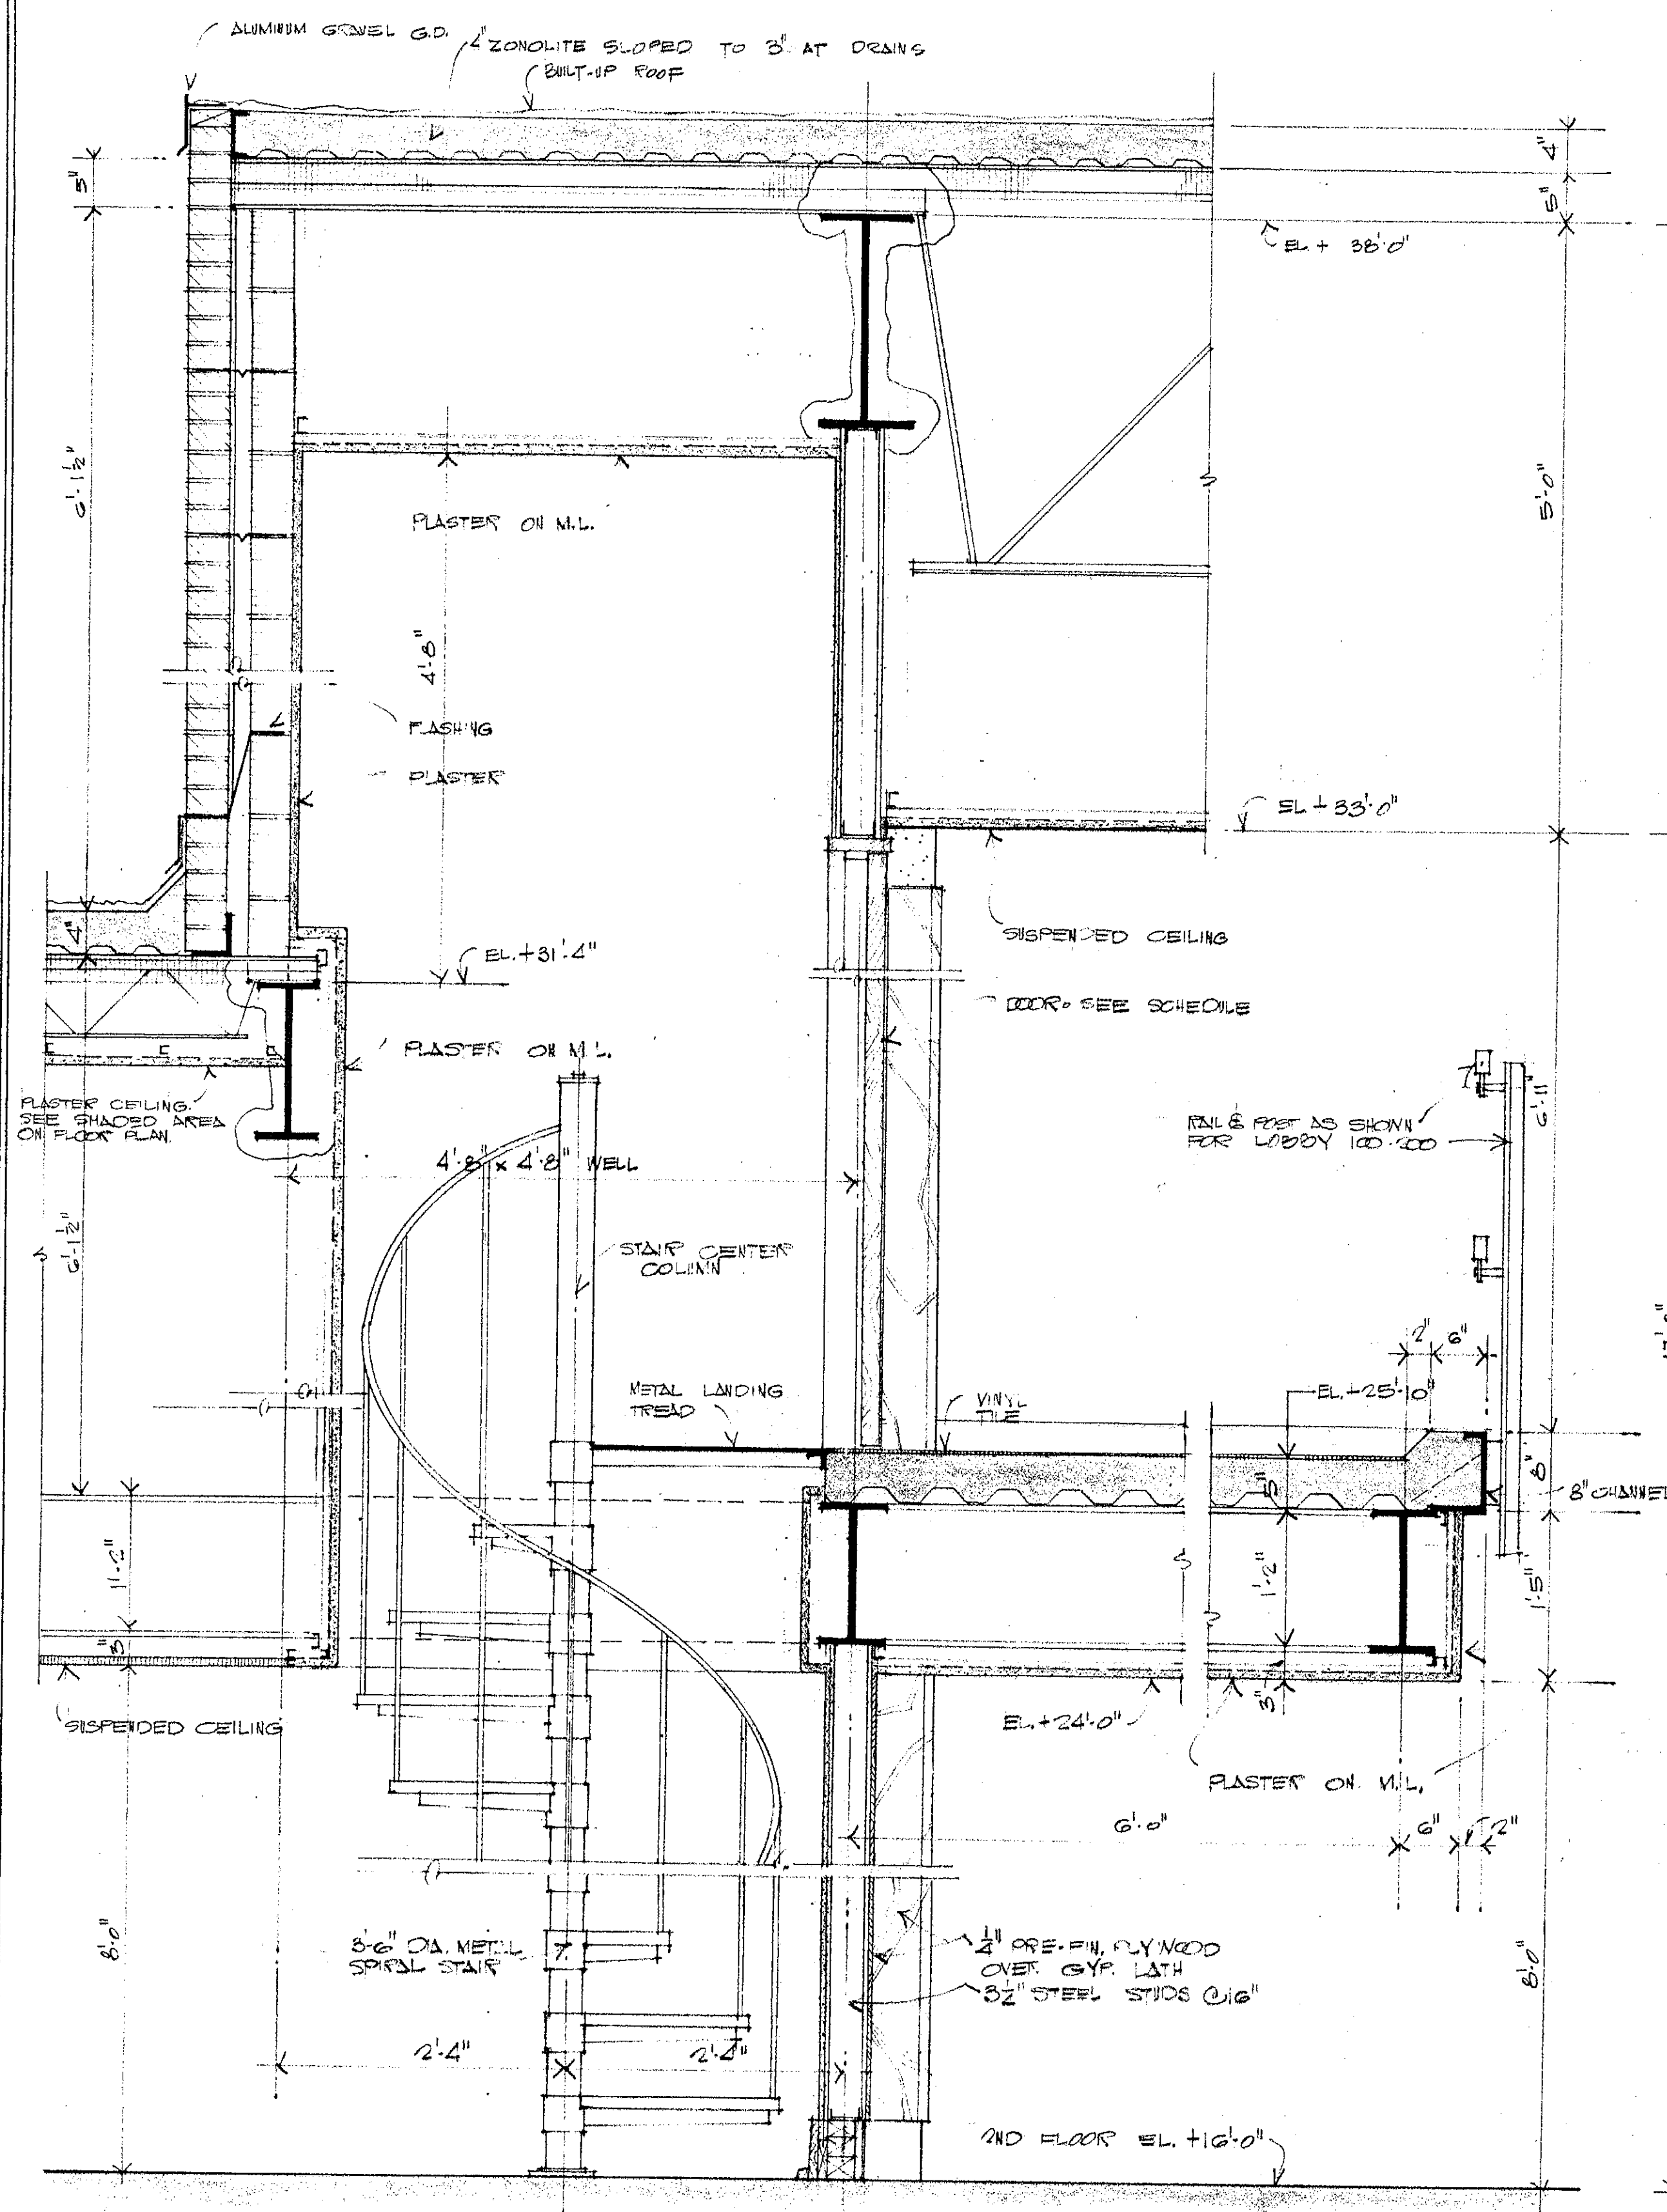 ALUMINUM GRAVEL G.D.
4" ZONOLITE SLOPED TO 3" AT DRAINS
BUILT-UP ROOF
4"
5"
5"
EL + 38'-0"
6'-1½"
PLASTER ON M.L.
5'-0"
4'-8"
FLASHING
PLASTER
EL + 33'-0"
4"
SUSPENDED CEILING
EL. + 31'-4"
DOOR - SEE SCHEDULE
PLASTER ON M.L.
PLASTER CEILING.
SEE SHADED AREA
ON FLOOR PLAN.
6'-11"
RAIL & POST AS SHOWN
FOR LOBBY 100-200
4'-8" x 4'-8" WELL
6'-1½"
STAIR CENTER
COLUMN
2" 6"
METAL LANDING
TREAD
VINYL
TILE
EL. + 25'-10"
8"
5"
8" CHANNEL
11-2"
1'-2"
1'-5"
3"
3"
SUSPENDED CEILING
EL. + 24'-0"
PLASTER ON M.L.
6'-0"
6"
2"
8'-0"
3'-6" DIA. METAL
SPIRAL STAIR
¼" PRE-FIN. PLYWOOD
OVER GYP. LATH
3½" STEEL STUDS @16"
8'-0"
2'-4"
2'-4"
2ND FLOOR EL. +16'-0"